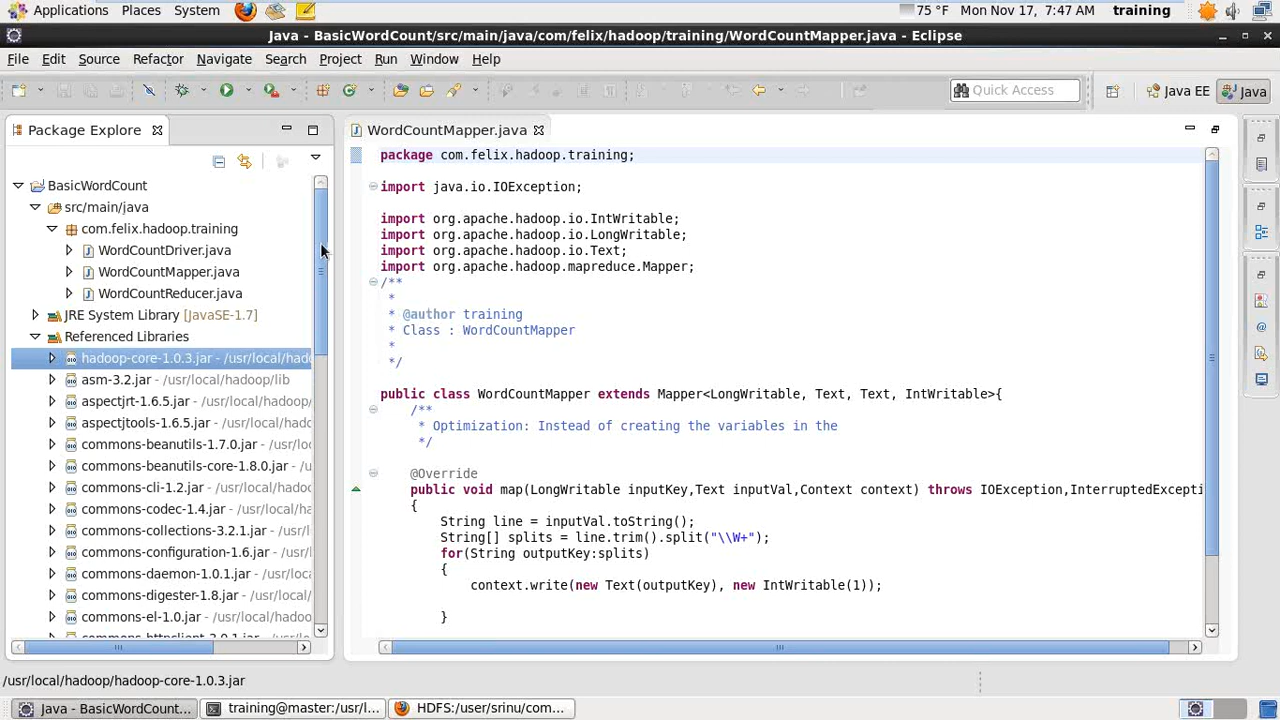 Applications Places System 75 °F Mon Nov 17, 7:47 AM training
Java - BasicWordCount/src/main/java/com/felix/hadoop/training/WordCountMapper.java - Eclipse
File Edit Source Refactor Navigate Search Project Run Window Help
Quick Access Java EE Java
Package Explore
BasicWordCount
src/main/java
com.felix.hadoop.training
WordCountDriver.java
WordCountMapper.java
WordCountReducer.java
JRE System Library [JavaSE-1.7]
Referenced Libraries
hadoop-core-1.0.3.jar - /usr/local/had
asm-3.2.jar - /usr/local/hadoop/lib
aspectjrt-1.6.5.jar - /usr/local/hadoop/
aspectjtools-1.6.5.jar - /usr/local/had
commons-beanutils-1.7.0.jar - /usr/lo
commons-beanutils-core-1.8.0.jar - /u
commons-cli-1.2.jar - /usr/local/hado
commons-codec-1.4.jar - /usr/local/h
commons-collections-3.2.1.jar - /usr/
commons-configuration-1.6.jar - /usr/
commons-daemon-1.0.1.jar - /usr/loc
commons-digester-1.8.jar - /usr/loca
commons-el-1.0.jar - /usr/local/hado
commons-httpclient-3.0.1.jar - /usr/l
WordCountMapper.java
package com.felix.hadoop.training;
import java.io.IOException;
import org.apache.hadoop.io.IntWritable;
import org.apache.hadoop.io.LongWritable;
import org.apache.hadoop.io.Text;
import org.apache.hadoop.mapreduce.Mapper;
/**
*
* @author training
* Class : WordCountMapper
*
*/
public class WordCountMapper extends Mapper<LongWritable, Text, Text, IntWritable>{
/**
* Optimization: Instead of creating the variables in the
*/
@Override
public void map(LongWritable inputKey,Text inputVal,Context context) throws IOException,InterruptedExcepti
{
String line = inputVal.toString();
String[] splits = line.trim().split("\\W+");
for(String outputKey:splits)
{
context.write(new Text(outputKey), new IntWritable(1));
}
/usr/local/hadoop/hadoop-core-1.0.3.jar
Java - BasicWordCount... training@master:/usr/l... HDFS:/user/srinu/com...